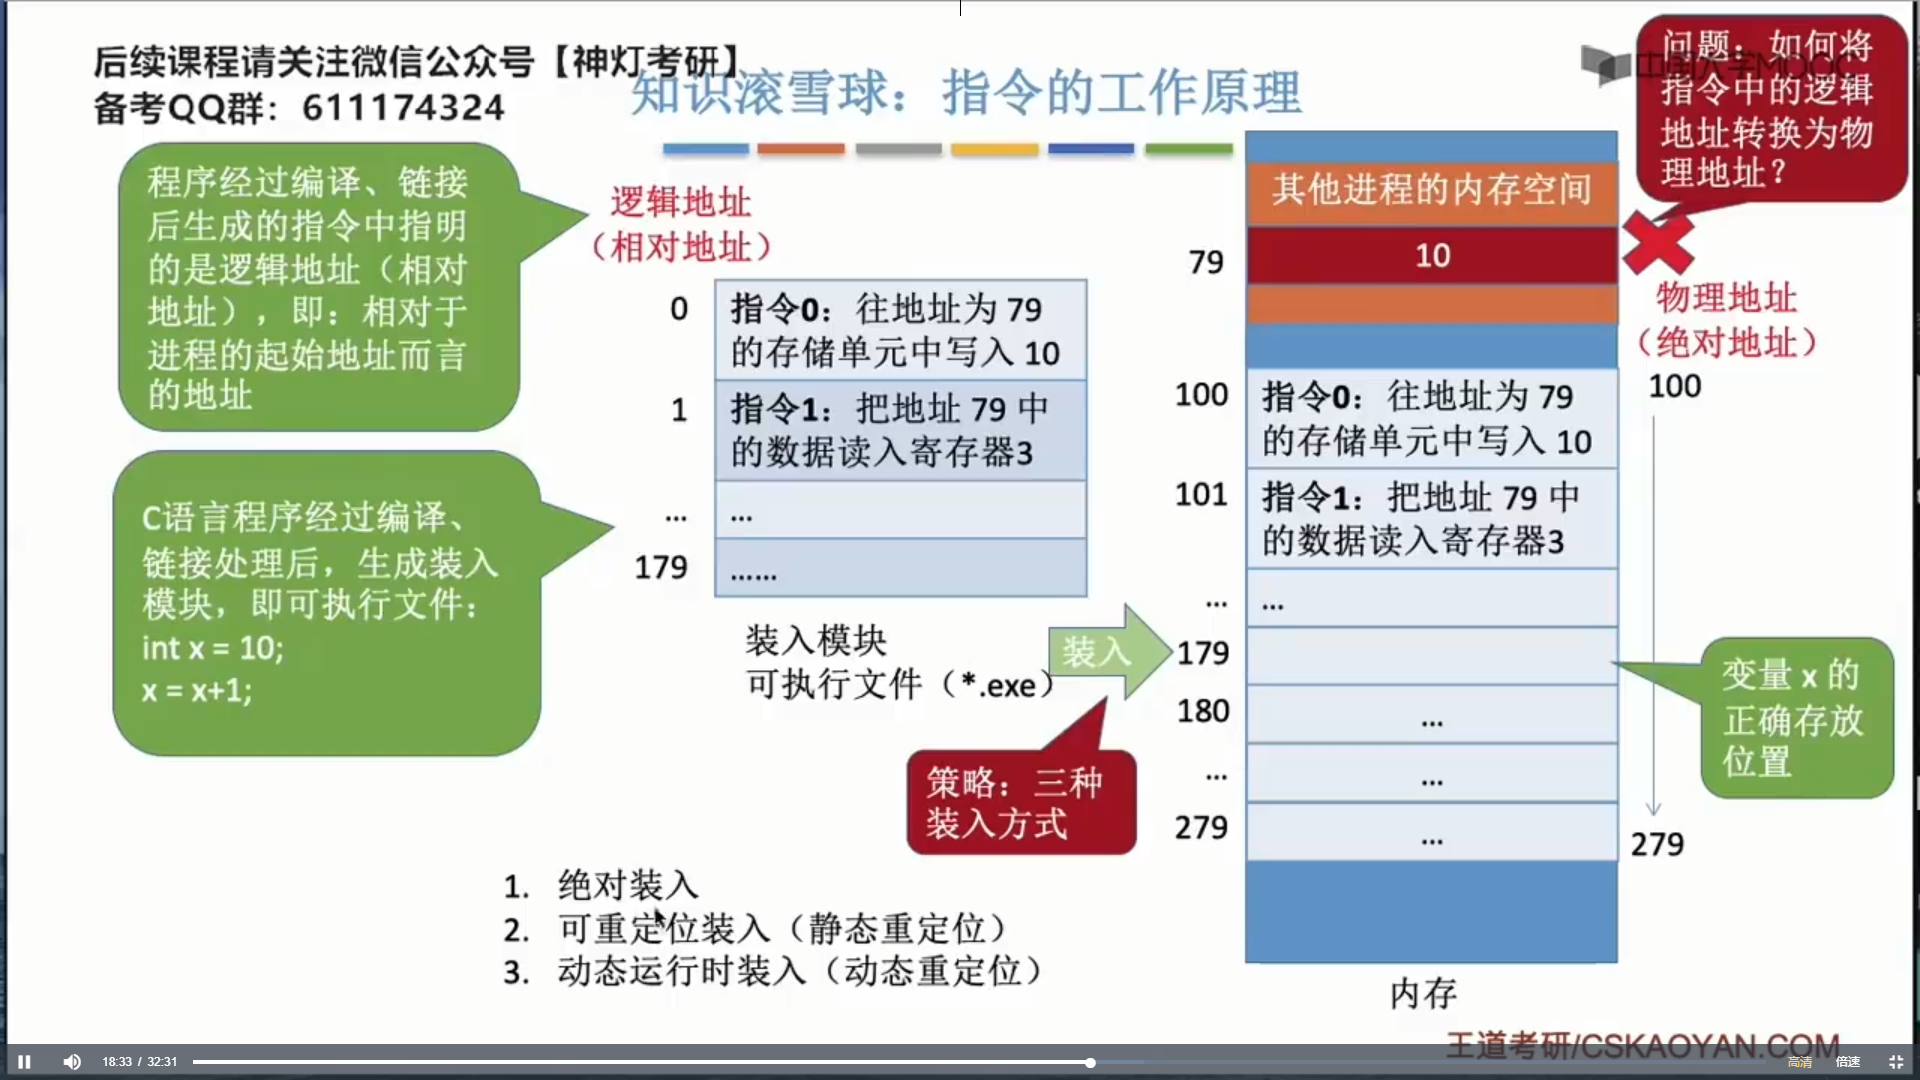 后续课程请关注微信公众号【神灯考研】
备考QQ群：611174324
知识滚雪球：指令的工作原理
问题：如何将
指令中的逻辑
地址转换为物
理地址？
程序经过编译、链接
后生成的指令中指明
的是逻辑地址（相对
地址），即：相对于
进程的起始地址而言
的地址
C语言程序经过编译、
链接处理后，生成装入
模块，即可执行文件：
int x = 10;
x = x+1;
逻辑地址
（相对地址）
0
指令0：往地址为 79
的存储单元中写入 10
1
指令1：把地址 79 中
的数据读入寄存器3
...
...
179
......
装入模块
可执行文件（*.exe）
装入
策略：三种
装入方式
1. 绝对装入
2. 可重定位装入（静态重定位）
3. 动态运行时装入（动态重定位）
其他进程的内存空间
79
10
物理地址
（绝对地址）
100
指令0：往地址为 79
的存储单元中写入 10
100
101
指令1：把地址 79 中
的数据读入寄存器3
...
...
179
180
...
...
...
279
...
279
变量 x 的
正确存放
位置
内存
王道考研/CSKAOYAN.COM
18:33 / 32:31
高清
倍速